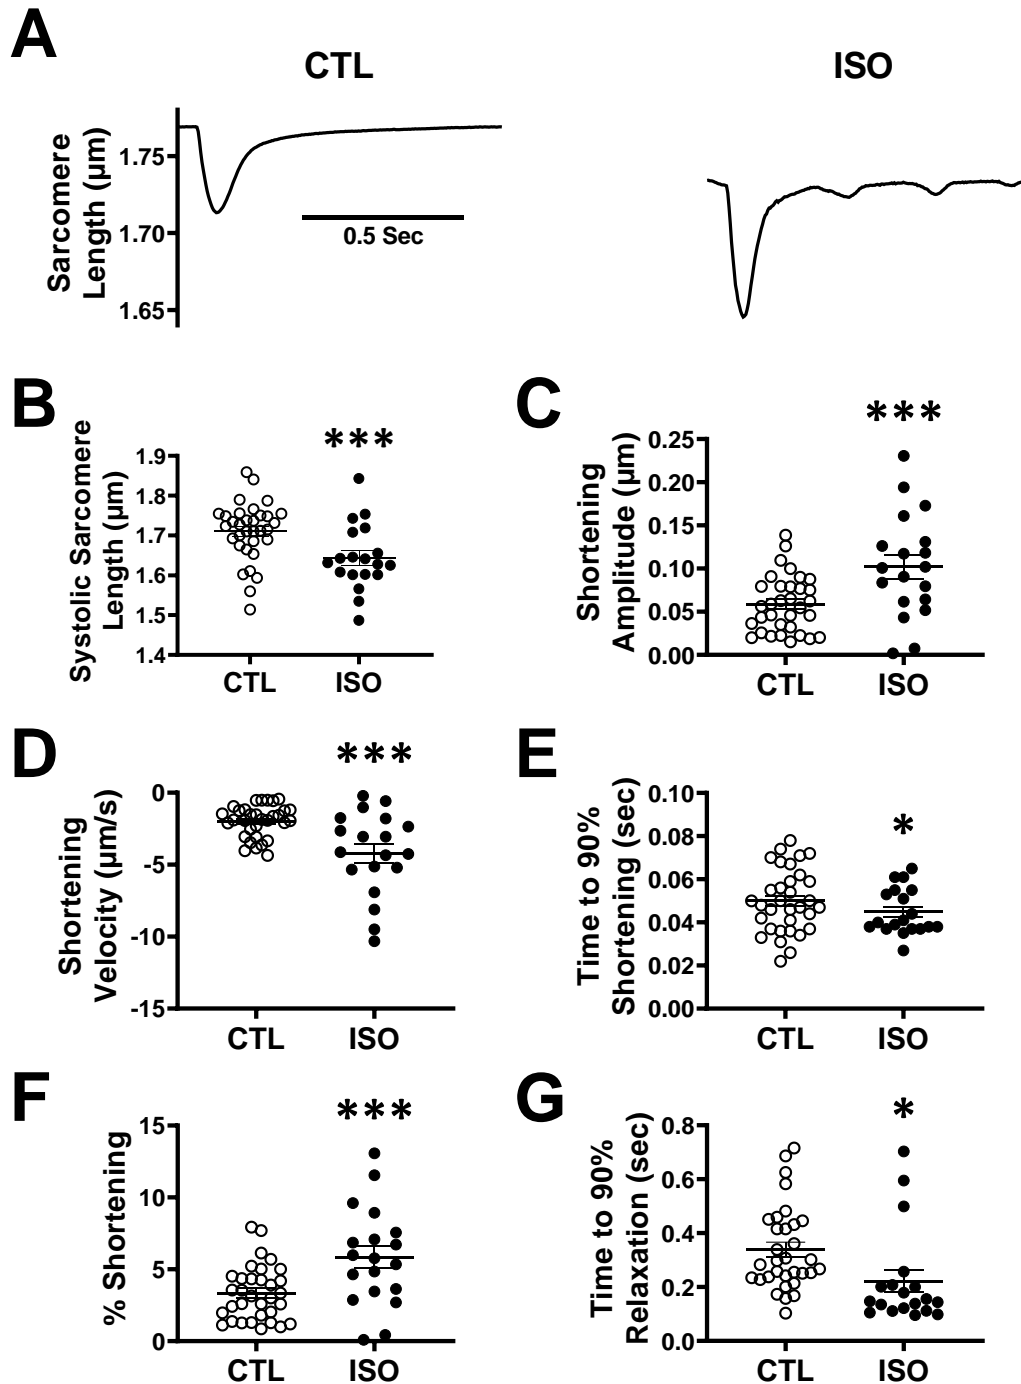 A
CTL
ISO
Sarcomere
Length (μm)
1.75
1.70
1.65
0.5 Sec
B
Systolic Sarcomere
Length (μm)
1.9
1.8
1.7
1.6
1.5
1.4
***
CTL
ISO
C
Shortening
Amplitude (μm)
0.25
0.20
0.15
0.10
0.05
0.00
***
CTL
ISO
D
Shortening
Velocity (μm/s)
0
-5
-10
-15
***
CTL
ISO
E
Time to 90%
Shortening (sec)
0.10
0.08
0.06
0.04
0.02
0.00
*
CTL
ISO
F
% Shortening
15
10
5
0
***
CTL
ISO
G
Time to 90%
Relaxation (sec)
0.8
0.6
0.4
0.2
0.0
*
CTL
ISO